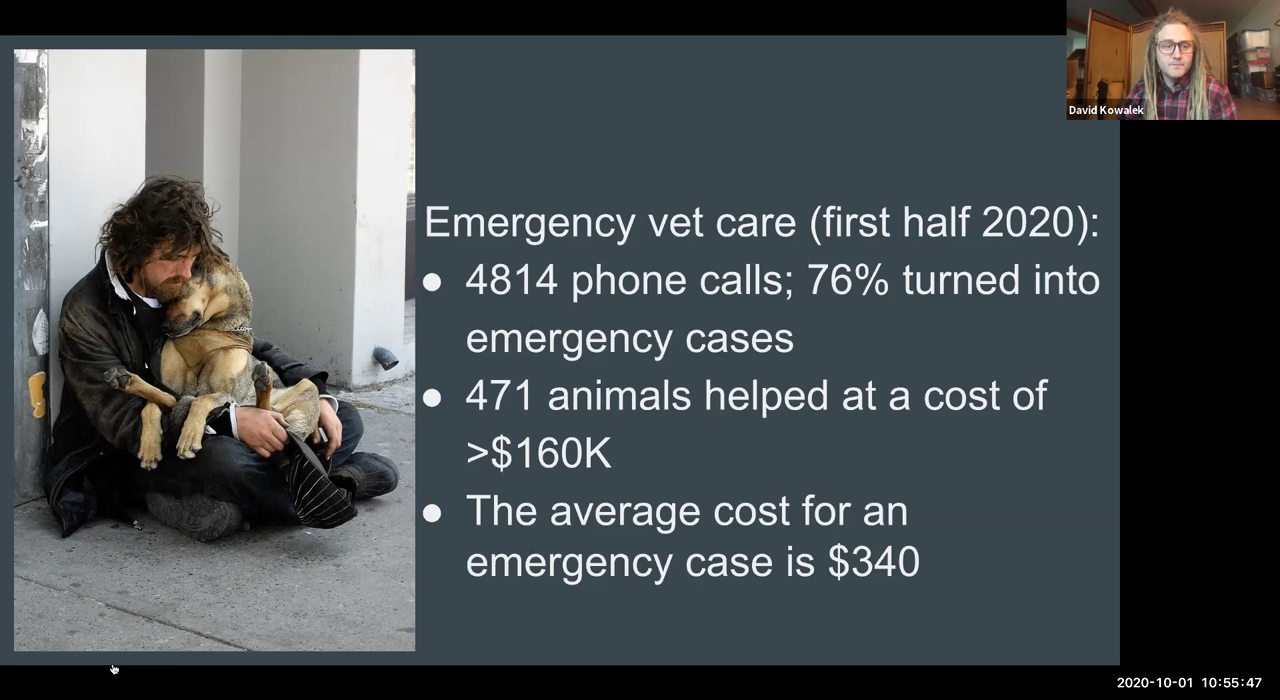 David Kowalek
Emergency vet care (first half 2020):
● 4814 phone calls; 76% turned into
emergency cases
● 471 animals helped at a cost of
>$160K
● The average cost for an
emergency case is $340
2020-10-01 10:55:47